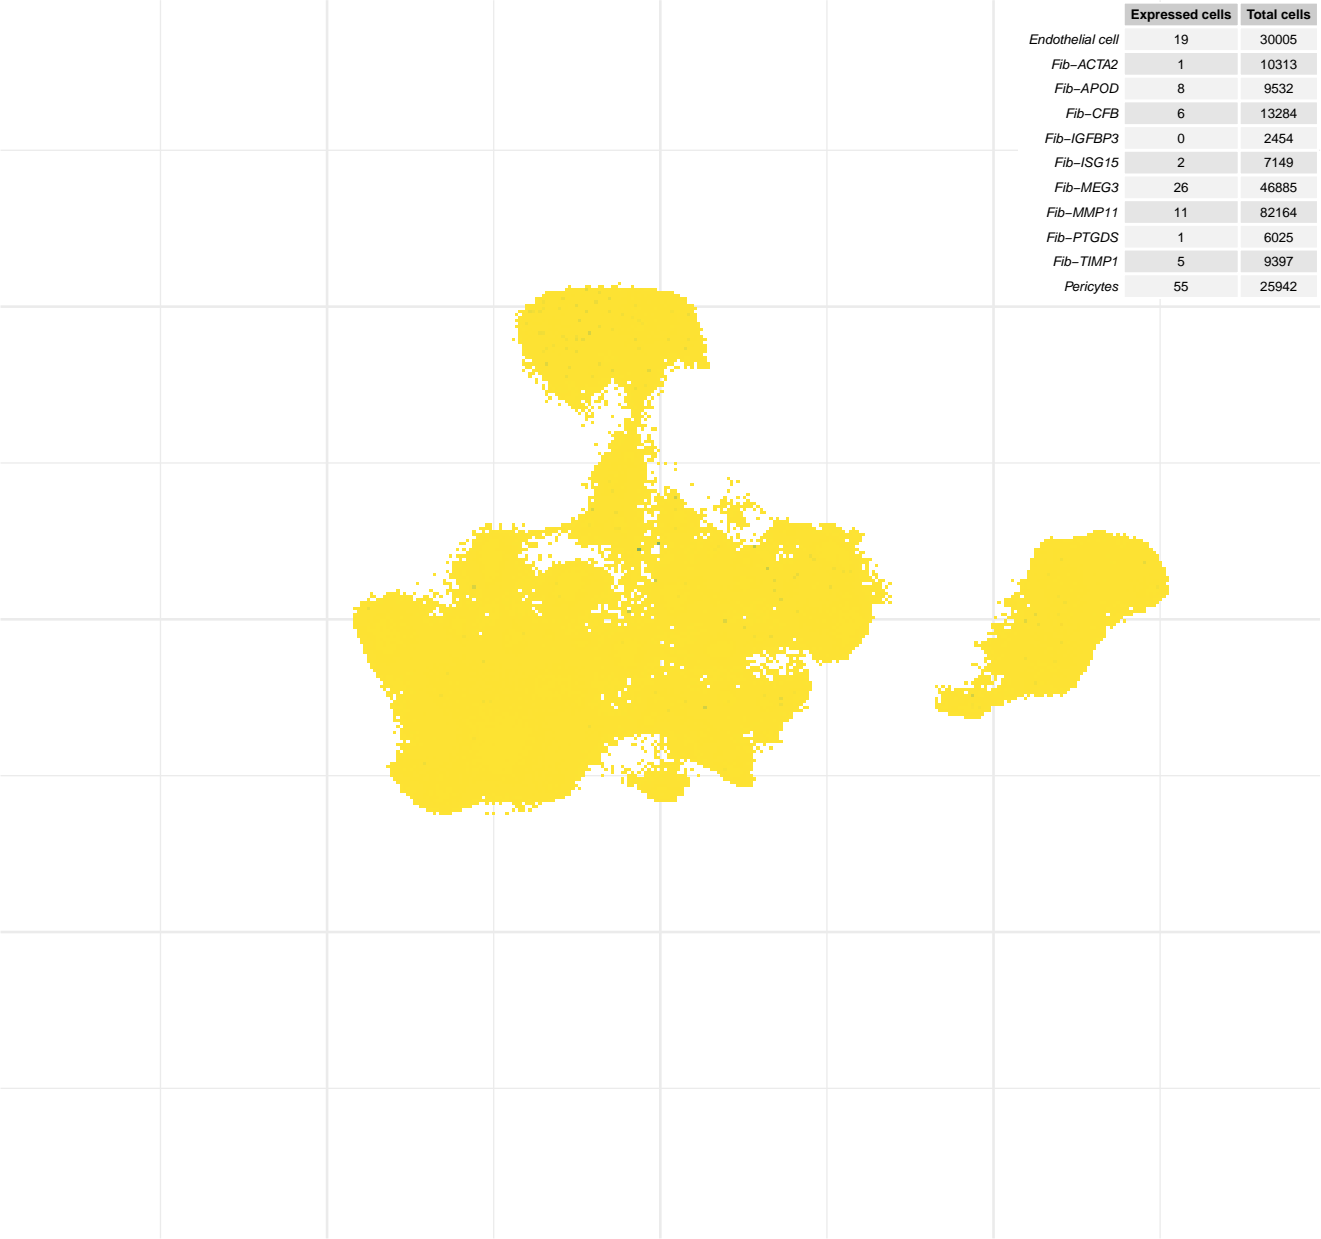 Expressed cells Total cells
Endothelial cell 19 30005
Fib−ACTA2 1 10313
Fib−APOD 8 9532
Fib−CFB 6 13284
Fib−IGFBP3 0 2454
Fib−ISG15 2 7149
Fib−MEG3 26 46885
Fib−MMP11 11 82164
Fib−PTGDS 1 6025
Fib−TIMP1 5 9397
Pericytes 55 25942